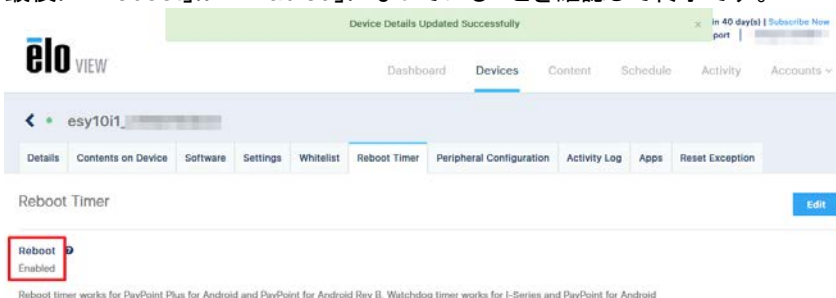 Device Details Updated Successfully
×
in 40 day(s) | Subscribe Now
port |
ēlo VIEW
Dashboard Devices Content Schedule Activity Accounts
esy10i1_
Details Contents on Device Software Settings Whitelist Reboot Timer Peripheral Configuration Activity Log Apps Reset Exception
Reboot Timer
Edit
Reboot ?
Enabled
Reboot timer works for PayPoint Plus for Android and PayPoint for Android Rev B. Watchdog timer works for I-Series and PayPoint for Android